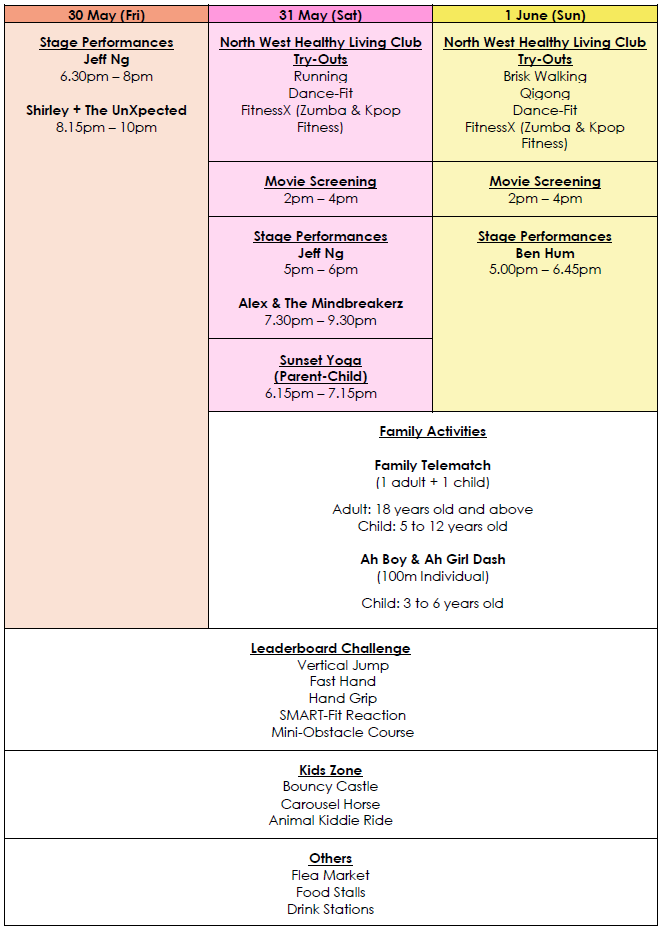 30 May (Fri)
31 May (Sat)
1 June (Sun)
Stage Performances
Jeff Ng
6.30pm – 8pm
Shirley + The UnXpected
8.15pm – 10pm
North West Healthy Living Club
Try-Outs
Running
Dance-Fit
FitnessX (Zumba & Kpop
Fitness)
North West Healthy Living Club
Try-Outs
Brisk Walking
Qigong
Dance-Fit
FitnessX (Zumba & Kpop
Fitness)
Movie Screening
2pm – 4pm
Movie Screening
2pm – 4pm
Stage Performances
Jeff Ng
5pm – 6pm
Alex & The Mindbreakerz
7.30pm – 9.30pm
Stage Performances
Ben Hum
5.00pm – 6.45pm
Sunset Yoga
(Parent-Child)
6.15pm – 7.15pm
Family Activities
Family Telematch
(1 adult + 1 child)
Adult: 18 years old and above
Child: 5 to 12 years old
Ah Boy & Ah Girl Dash
(100m Individual)
Child: 3 to 6 years old
Leaderboard Challenge
Vertical Jump
Fast Hand
Hand Grip
SMART-Fit Reaction
Mini-Obstacle Course
Kids Zone
Bouncy Castle
Carousel Horse
Animal Kiddie Ride
Others
Flea Market
Food Stalls
Drink Stations